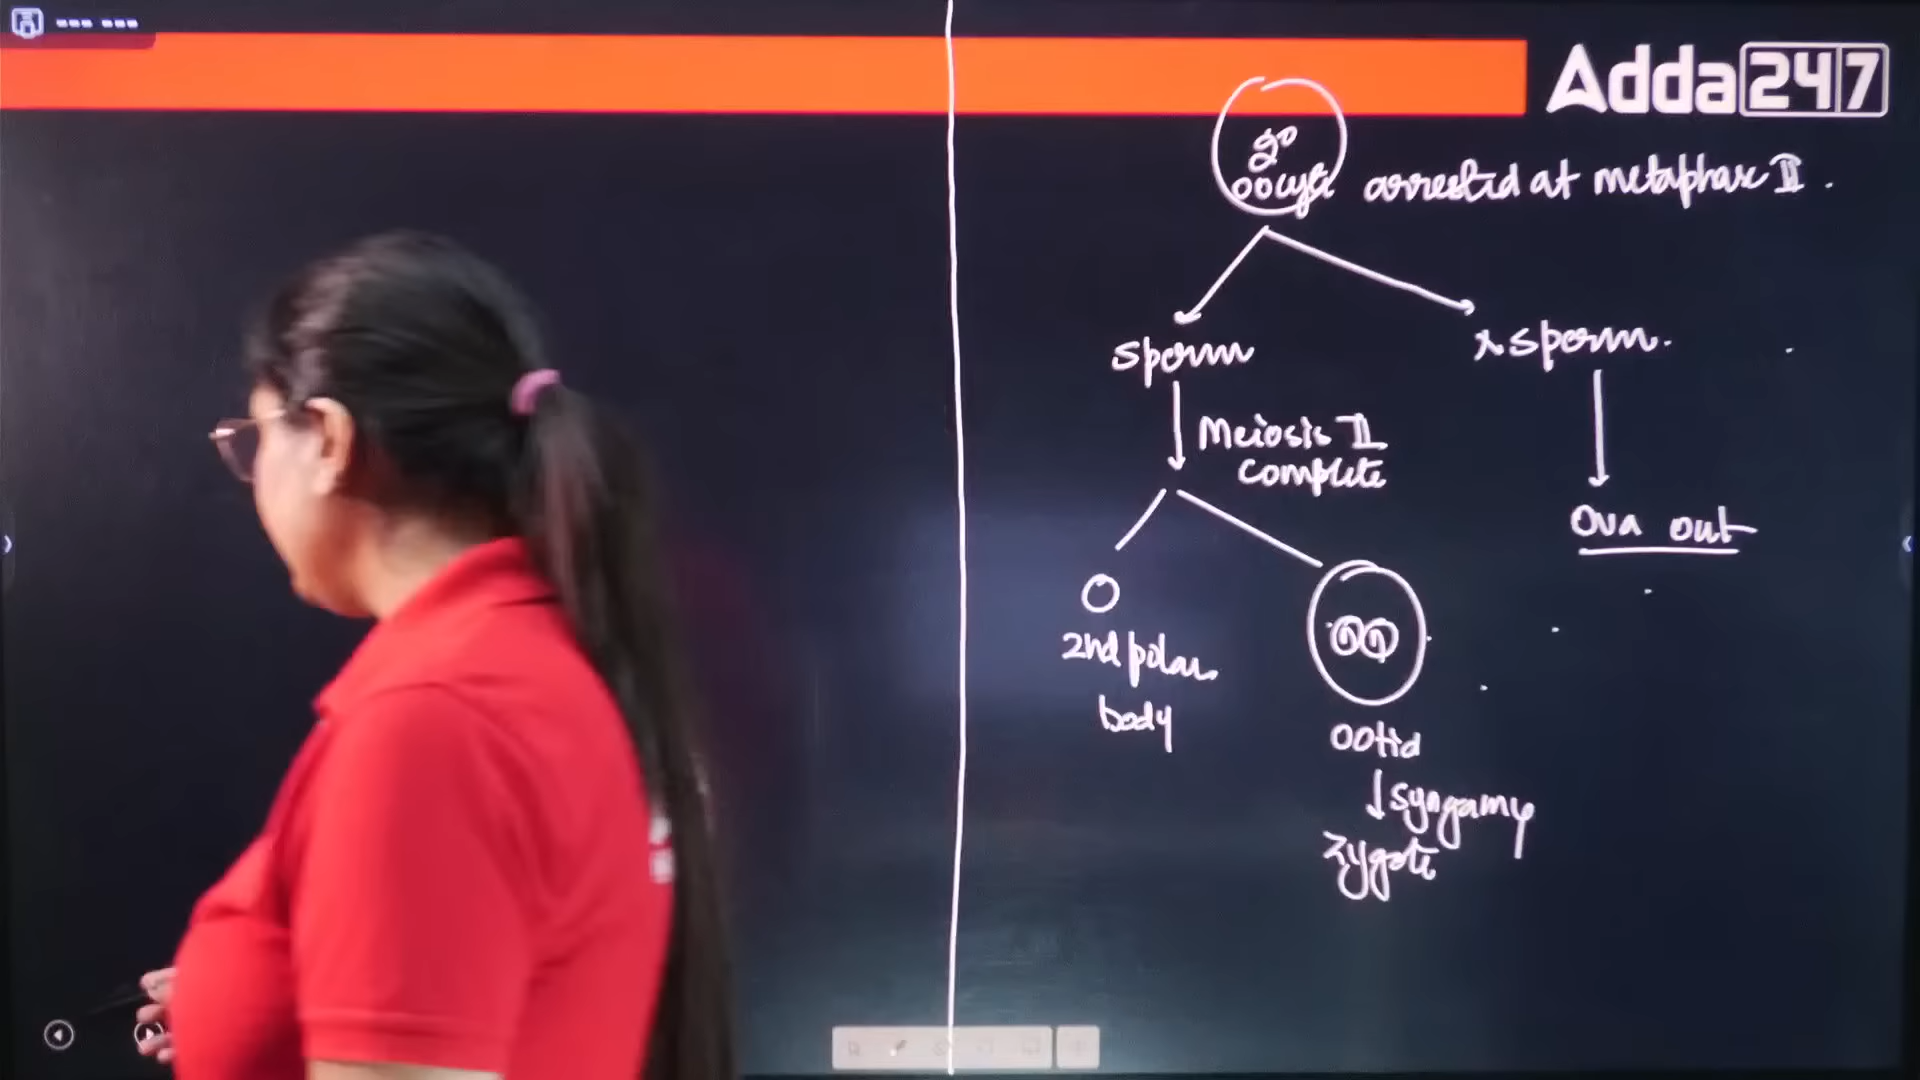 Adda247
2°
oocyte arrested at metaphase II.
Sperm
x sperm.
Meiosis II
complete
Ova out
2nd polar
body
ootid
syngamy
Zygote